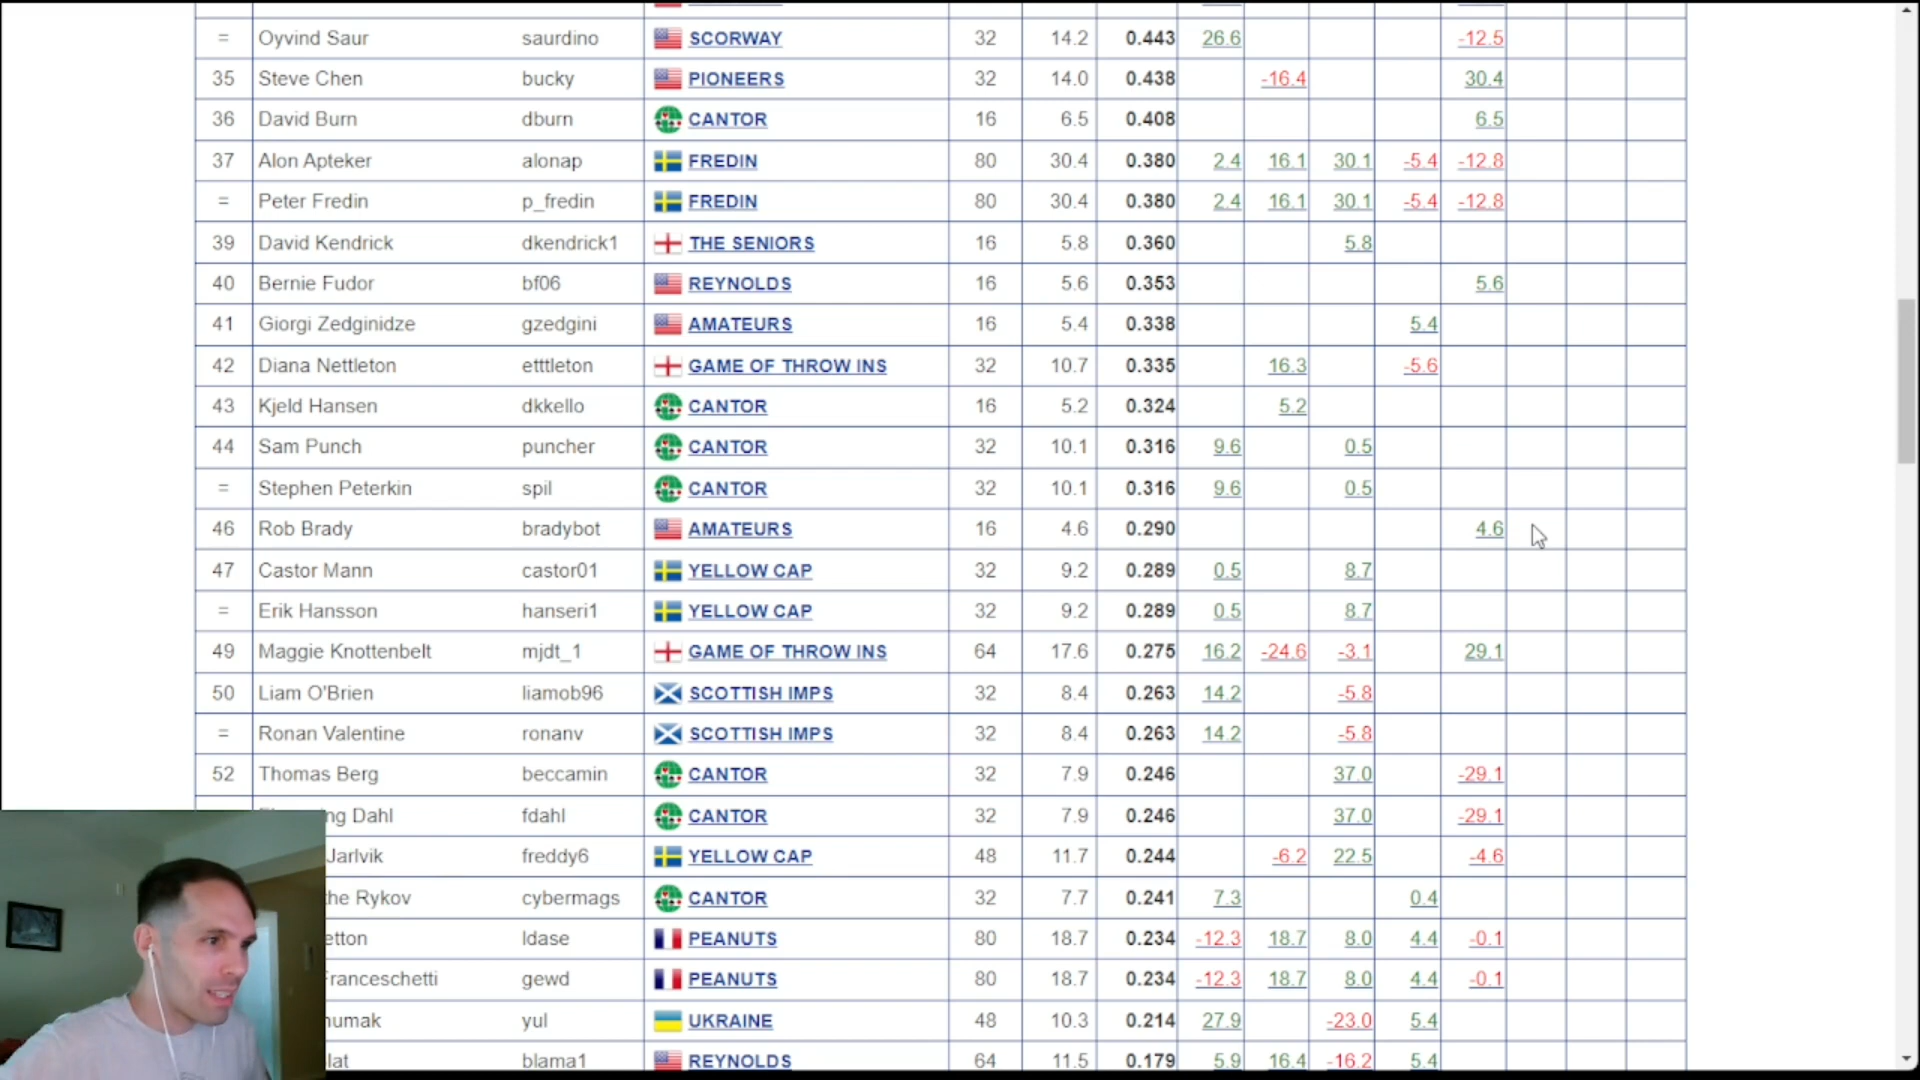 = Oyvind Saur saurdino SCORWAY 32 14.2 0.443 26.6 -12.5
35 Steve Chen bucky PIONEERS 32 14.0 0.438 -16.4 30.4
36 David Burn dburn CANTOR 16 6.5 0.408 6.5
37 Alon Apteker alonap FREDIN 80 30.4 0.380 2.4 16.1 30.1 -5.4 -12.8
= Peter Fredin p_fredin FREDIN 80 30.4 0.380 2.4 16.1 30.1 -5.4 -12.8
39 David Kendrick dkendrick1 THE SENIORS 16 5.8 0.360 5.8
40 Bernie Fudor bf06 REYNOLDS 16 5.6 0.353 5.6
41 Giorgi Zedginidze gzedgini AMATEURS 16 5.4 0.338 5.4
42 Diana Nettleton etttleton GAME OF THROW INS 32 10.7 0.335 16.3 -5.6
43 Kjeld Hansen dkkello CANTOR 16 5.2 0.324 5.2
44 Sam Punch puncher CANTOR 32 10.1 0.316 9.6 0.5
= Stephen Peterkin spil CANTOR 32 10.1 0.316 9.6 0.5
46 Rob Brady bradybot AMATEURS 16 4.6 0.290 4.6
47 Castor Mann castor01 YELLOW CAP 32 9.2 0.289 0.5 8.7
= Erik Hansson hanseri1 YELLOW CAP 32 9.2 0.289 0.5 8.7
49 Maggie Knottenbelt mjdt_1 GAME OF THROW INS 64 17.6 0.275 16.2 -24.6 -3.1 29.1
50 Liam O'Brien liamob96 SCOTTISH IMPS 32 8.4 0.263 14.2 -5.8
= Ronan Valentine ronanv SCOTTISH IMPS 32 8.4 0.263 14.2 -5.8
52 Thomas Berg beccamin CANTOR 32 7.9 0.246 37.0 -29.1
ng Dahl fdahl CANTOR 32 7.9 0.246 37.0 -29.1
Jarlvik freddy6 YELLOW CAP 48 11.7 0.244 -6.2 22.5 -4.6
the Rykov cybermags CANTOR 32 7.7 0.241 7.3 0.4
etton ldase PEANUTS 80 18.7 0.234 -12.3 18.7 8.0 4.4 -0.1
ranceschetti gewd PEANUTS 80 18.7 0.234 -12.3 18.7 8.0 4.4 -0.1
humak yul UKRAINE 48 10.3 0.214 27.9 -23.0 5.4
lat blama1 REYNOLDS 64 11.5 0.179 5.9 16.4 -16.2 5.4